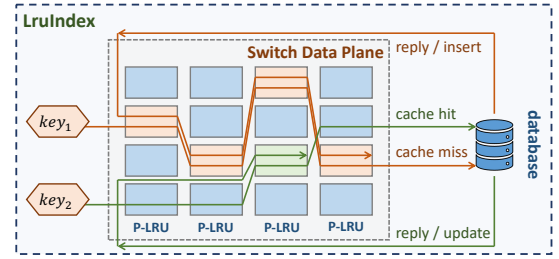 LruIndex
Switch Data Plane
reply / insert
key1
cache hit
cache miss
database
key2
P-LRU P-LRU P-LRU P-LRU
reply / update